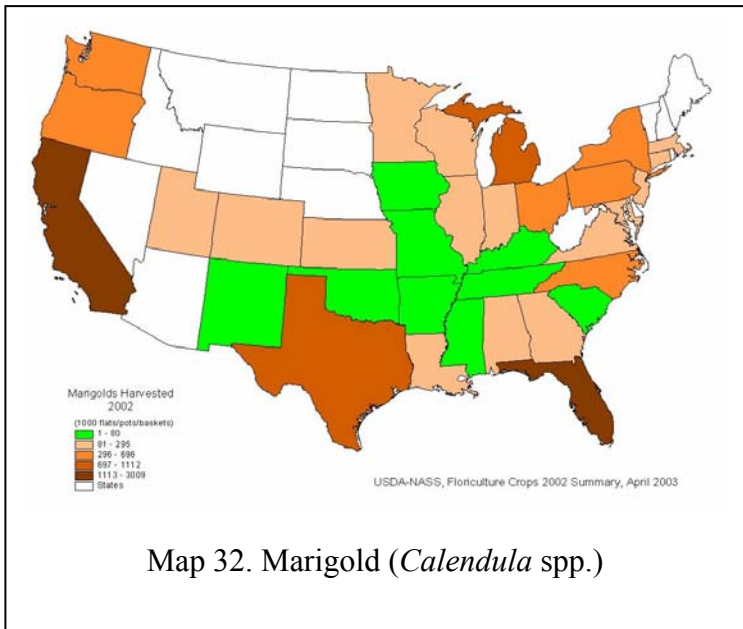 Marigolds Harvested
2002
(1000 flats/pots/baskets)
1 - 80
81 - 295
296 - 696
697 - 1112
1113 - 3009
States
USDA-NASS, Floriculture Crops 2002 Summary, April 2003
Map 32. Marigold (Calendula spp.)